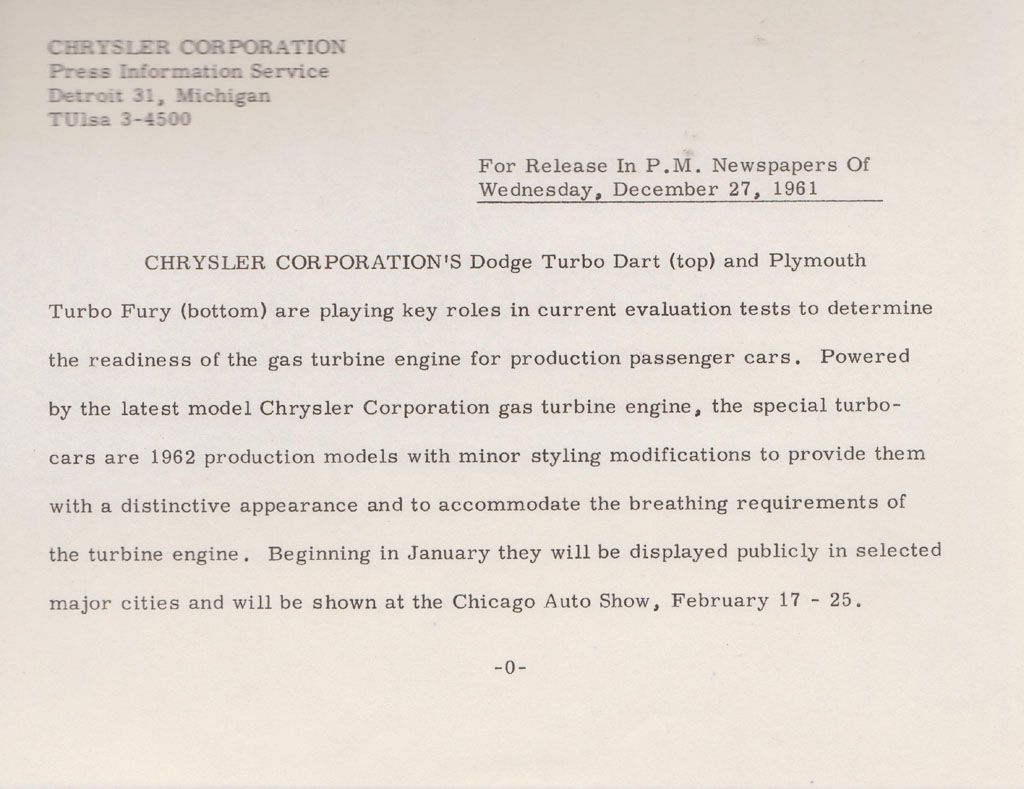 CHRYSLER CORPORATION
Press Information Service
Detroit 31, Michigan
TUlsa 3-4500
For Release In P.M. Newspapers Of
Wednesday, December 27, 1961
CHRYSLER CORPORATION'S Dodge Turbo Dart (top) and Plymouth
Turbo Fury (bottom) are playing key roles in current evaluation tests to determine
the readiness of the gas turbine engine for production passenger cars. Powered
by the latest model Chrysler Corporation gas turbine engine, the special turbo-
cars are 1962 production models with minor styling modifications to provide them
with a distinctive appearance and to accommodate the breathing requirements of
the turbine engine. Beginning in January they will be displayed publicly in selected
major cities and will be shown at the Chicago Auto Show, February 17 - 25.
-0-